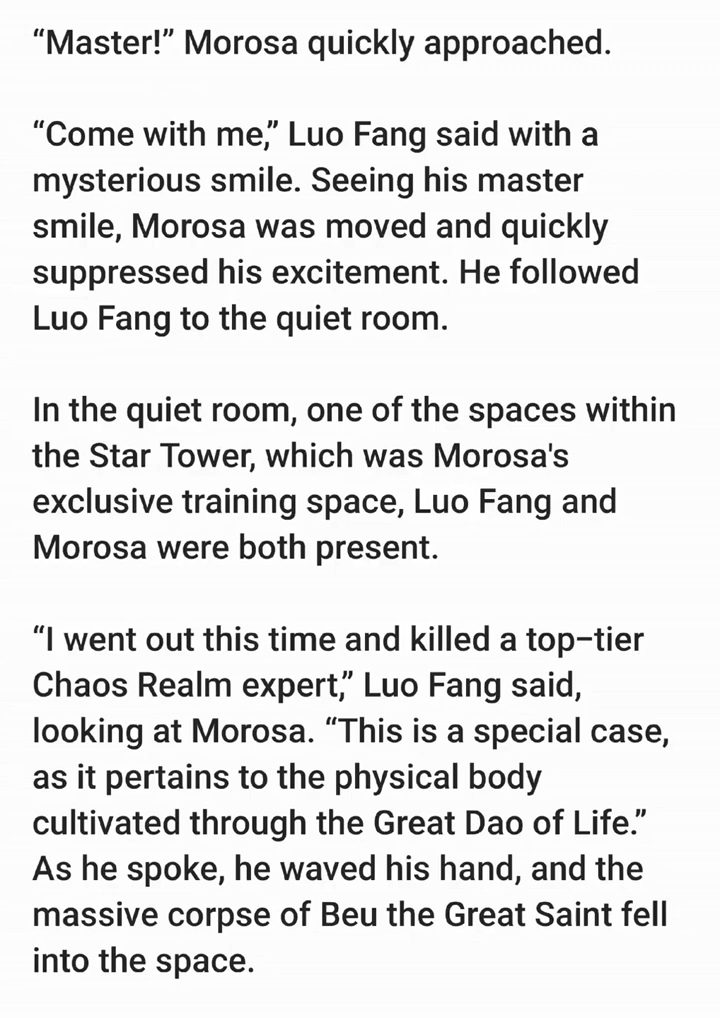 “Master!” Morosa quickly approached.
“Come with me,” Luo Fang said with a
mysterious smile. Seeing his master
smile, Morosa was moved and quickly
suppressed his excitement. He followed
Luo Fang to the quiet room.
In the quiet room, one of the spaces within
the Star Tower, which was Morosa's
exclusive training space, Luo Fang and
Morosa were both present.
“I went out this time and killed a top–tier
Chaos Realm expert,” Luo Fang said,
looking at Morosa. “This is a special case,
as it pertains to the physical body
cultivated through the Great Dao of Life.”
As he spoke, he waved his hand, and the
massive corpse of Beu the Great Saint fell
into the space.